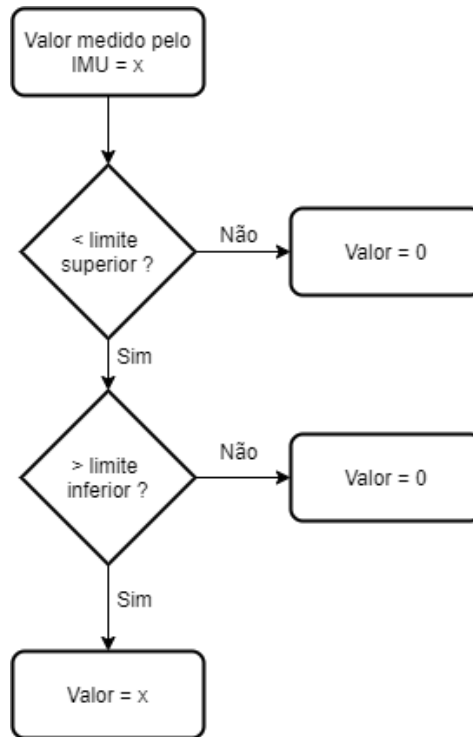 Valor medido pelo
IMU = x
< limite
superior ?
Não
Valor = 0
Sim
> limite
inferior ?
Não
Valor = 0
Sim
Valor = x